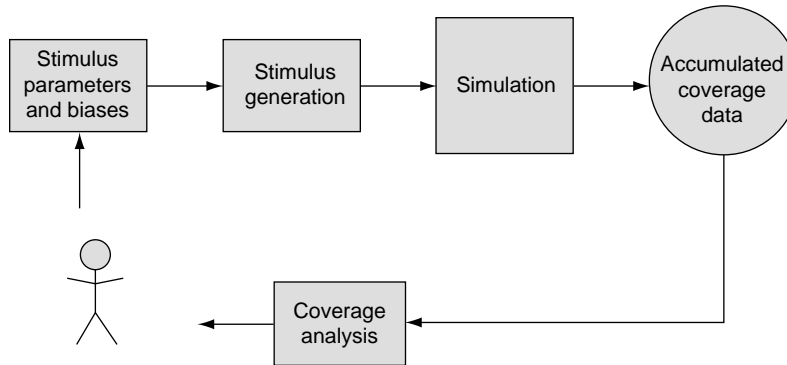 Stimulus
parameters
and biases
Stimulus
generation
Simulation
Accumulated
coverage
data
Coverage
analysis